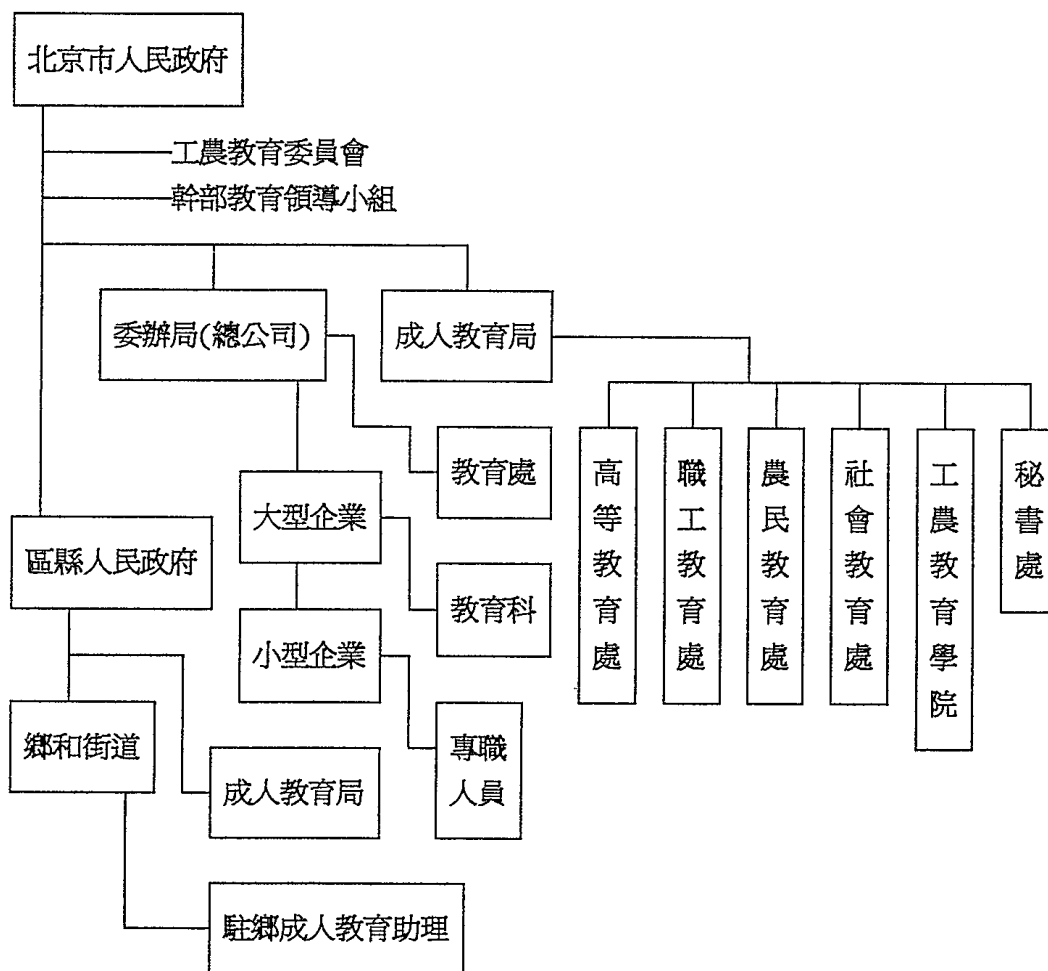 北京市人民政府
工農教育委員會
幹部教育領導小組
委辦局(總公司)
成人教育局
教育處
大型企業
教育科
小型企業
專職
人員
高等教育處
職工教育處
農民教育處
社會教育處
工農教育學院
秘書處
區縣人民政府
鄉和街道
成人教育局
駐鄉成人教育助理